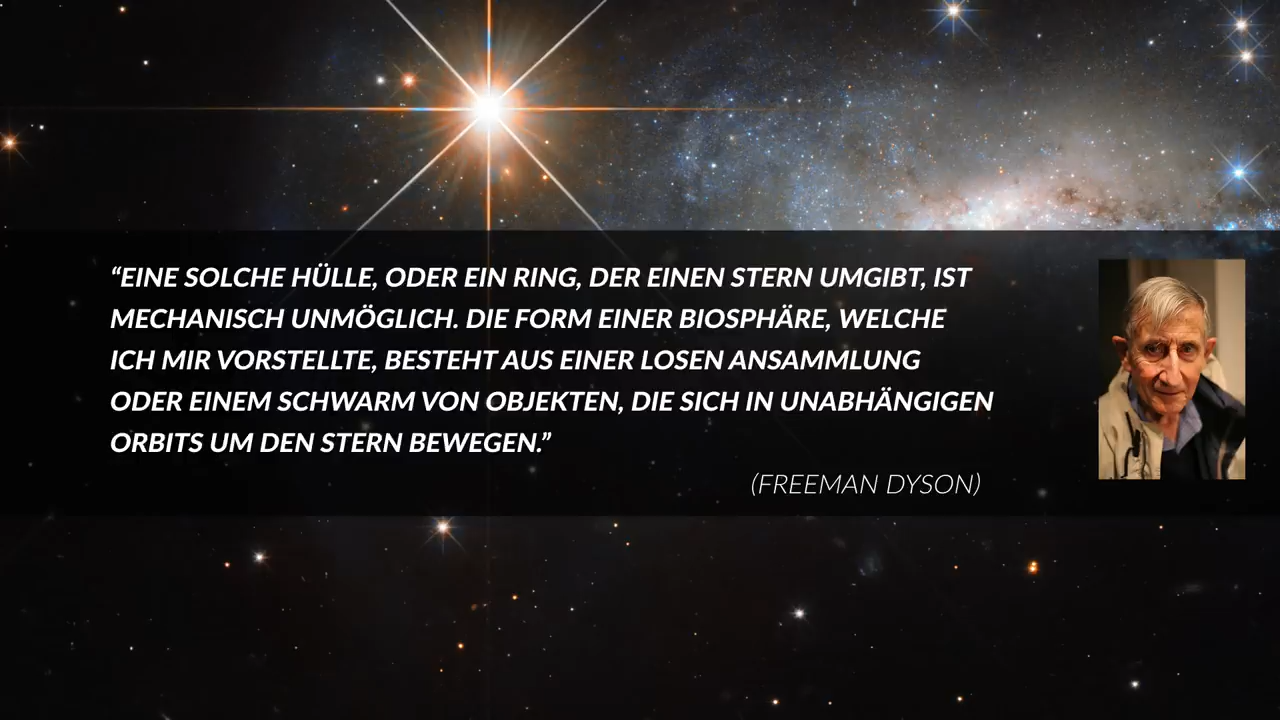 “EINE SOLCHE HÜLLE, ODER EIN RING, DER EINEN STERN UMGIBT, IST
MECHANISCH UNMÖGLICH. DIE FORM EINER BIOSPHÄRE, WELCHE
ICH MIR VORSTELLTE, BESTEHT AUS EINER LOSEN ANSAMMLUNG
ODER EINEM SCHWARM VON OBJEKTEN, DIE SICH IN UNABHÄNGIGEN
ORBITS UM DEN STERN BEWEGEN.”
(FREEMAN DYSON)